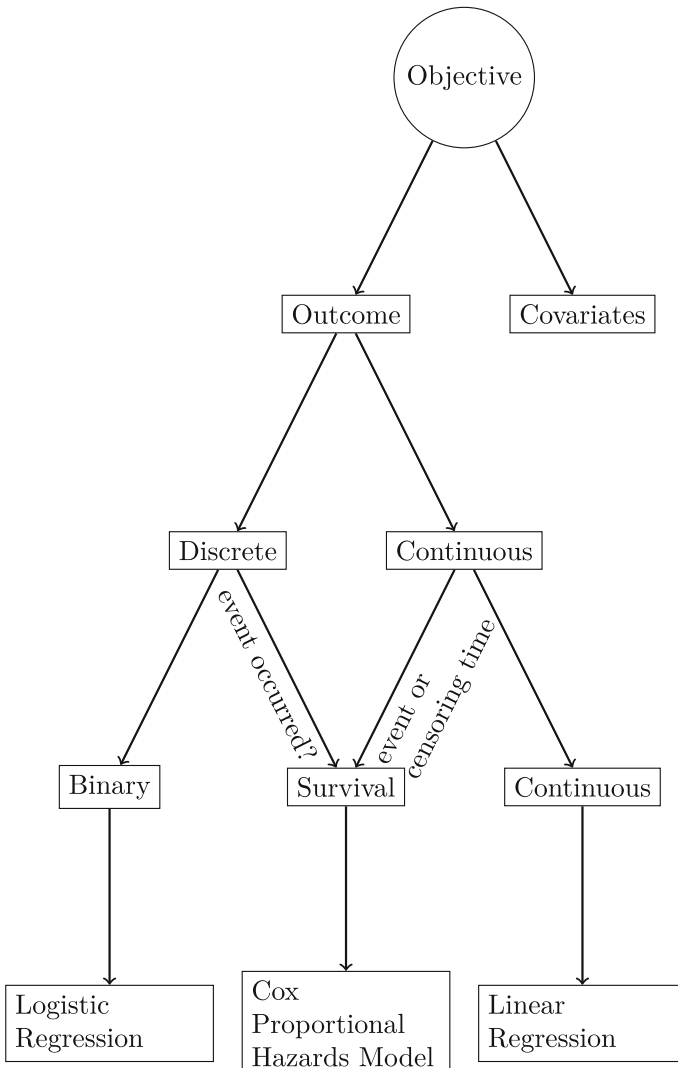 Objective
Outcome
Covariates
Discrete
Continuous
event occurred?
event or
censoring time
Binary
Survival
Continuous
Logistic
Regression
Cox
Proportional
Hazards Model
Linear
Regression